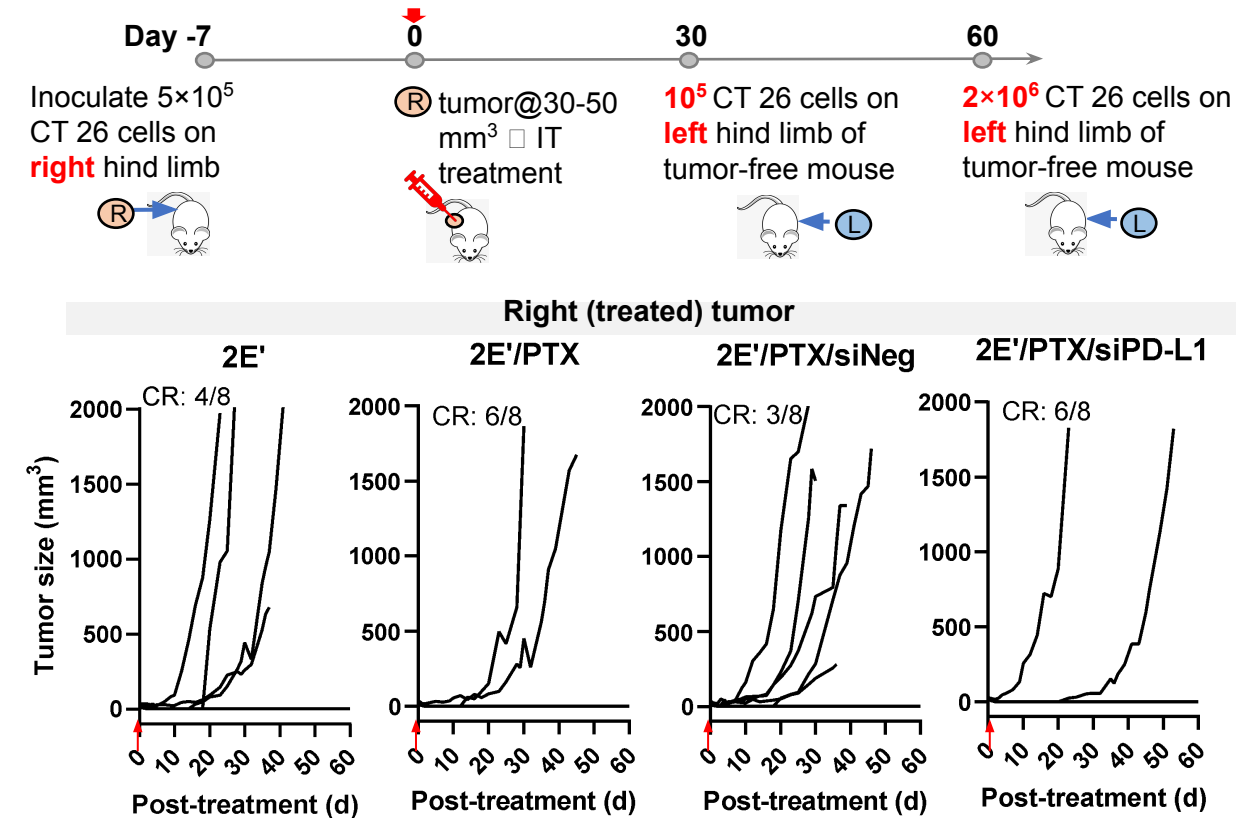 Day -7 0 30 60
Inoculate 5×10⁵
CT 26 cells on
right hind limb
R
R tumor@30-50
mm³ □ IT
treatment
10⁵ CT 26 cells on
left hind limb of
tumor-free mouse
L
2×10⁶ CT 26 cells on
left hind limb of
tumor-free mouse
L
Right (treated) tumor
2E'
CR: 4/8
Tumor size (mm³)
2000
1500
1000
500
0
0 10 20 30 40 50 60
Post-treatment (d)
2E'/PTX
CR: 6/8
2000
1500
1000
500
0
0 10 20 30 40 50 60
Post-treatment (d)
2E'/PTX/siNeg
CR: 3/8
2000
1500
1000
500
0
0 10 20 30 40 50 60
Post-treatment (d)
2E'/PTX/siPD-L1
CR: 6/8
2000
1500
1000
500
0
0 10 20 30 40 50 60
Post-treatment (d)